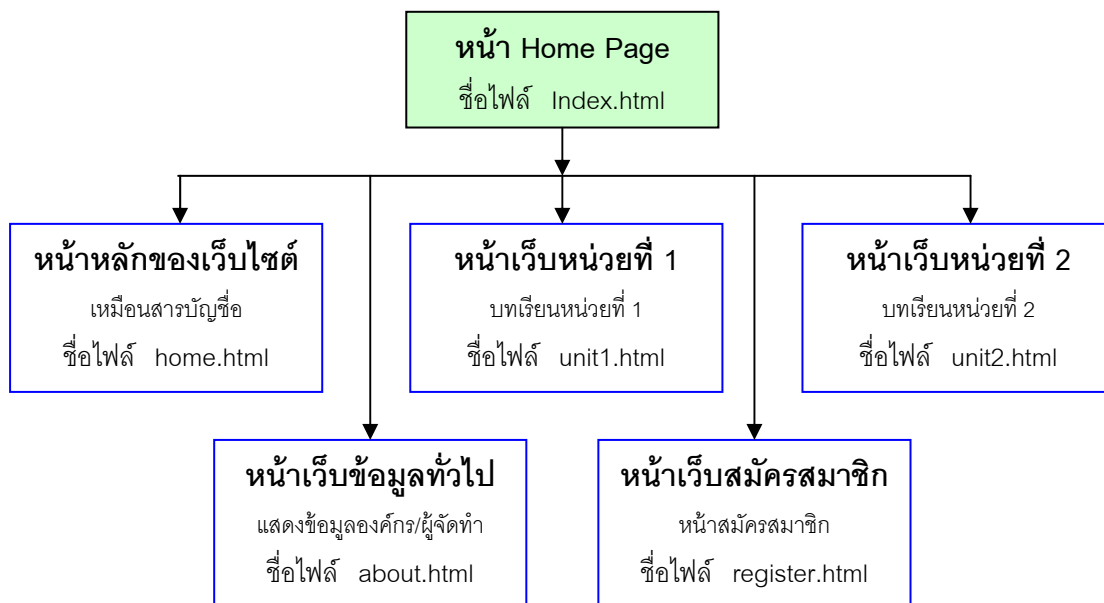 หน้า Home Page
ชื่อไฟล์ Index.html
หน้าหลักของเว็บไซต์
เหมือนสารบัญชื่อ
ชื่อไฟล์ home.html
หน้าเว็บหน่วยที่ 1
บทเรียนหน่วยที่ 1
ชื่อไฟล์ unit1.html
หน้าเว็บหน่วยที่ 2
บทเรียนหน่วยที่ 2
ชื่อไฟล์ unit2.html
หน้าเว็บข้อมูลทั่วไป
แสดงข้อมูลองค์กร/ผู้จัดทำ
ชื่อไฟล์ about.html
หน้าเว็บสมัครสมาชิก
หน้าสมัครสมาชิก
ชื่อไฟล์ register.html